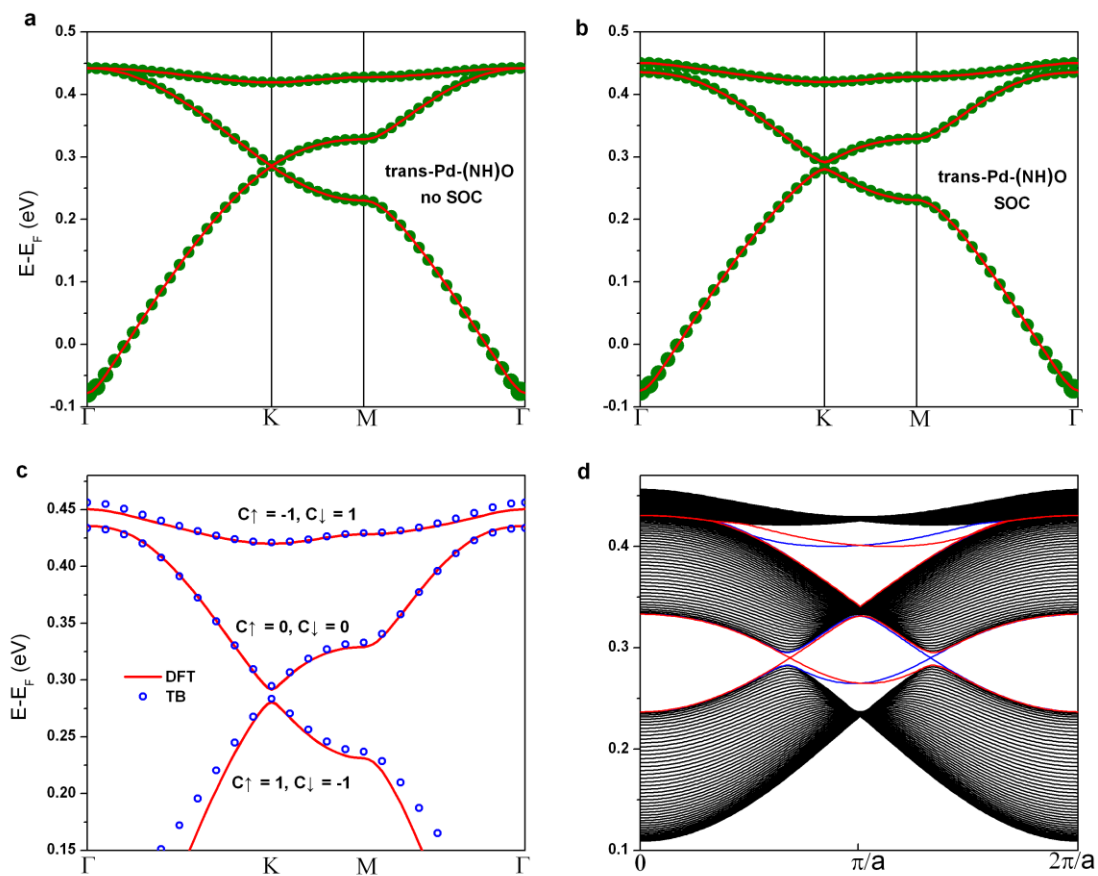 a
0.5
0.4
0.3
0.2
0.1
0.0
-0.1
E-E_F (eV)
trans-Pd-(NH)O
no SOC
Γ K M Γ
b
0.5
0.4
0.3
0.2
0.1
0.0
-0.1
trans-Pd-(NH)O
SOC
Γ K M Γ
c
0.45
0.40
0.35
0.30
0.25
0.20
0.15
E-E_F (eV)
C↑ = -1, C↓ = 1
C↑ = 0, C↓ = 0
DFT
TB
C↑ = 1, C↓ = -1
Γ K M Γ
d
0.4
0.3
0.2
0.1
0 π/a 2π/a